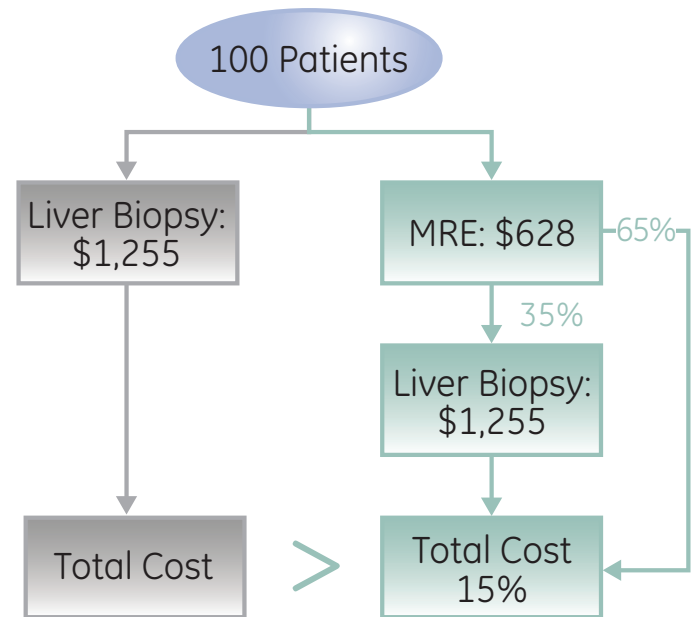 100 Patients
Liver Biopsy:
$1,255
MRE: $628
65%
35%
Liver Biopsy:
$1,255
Total Cost
>
Total Cost
15%